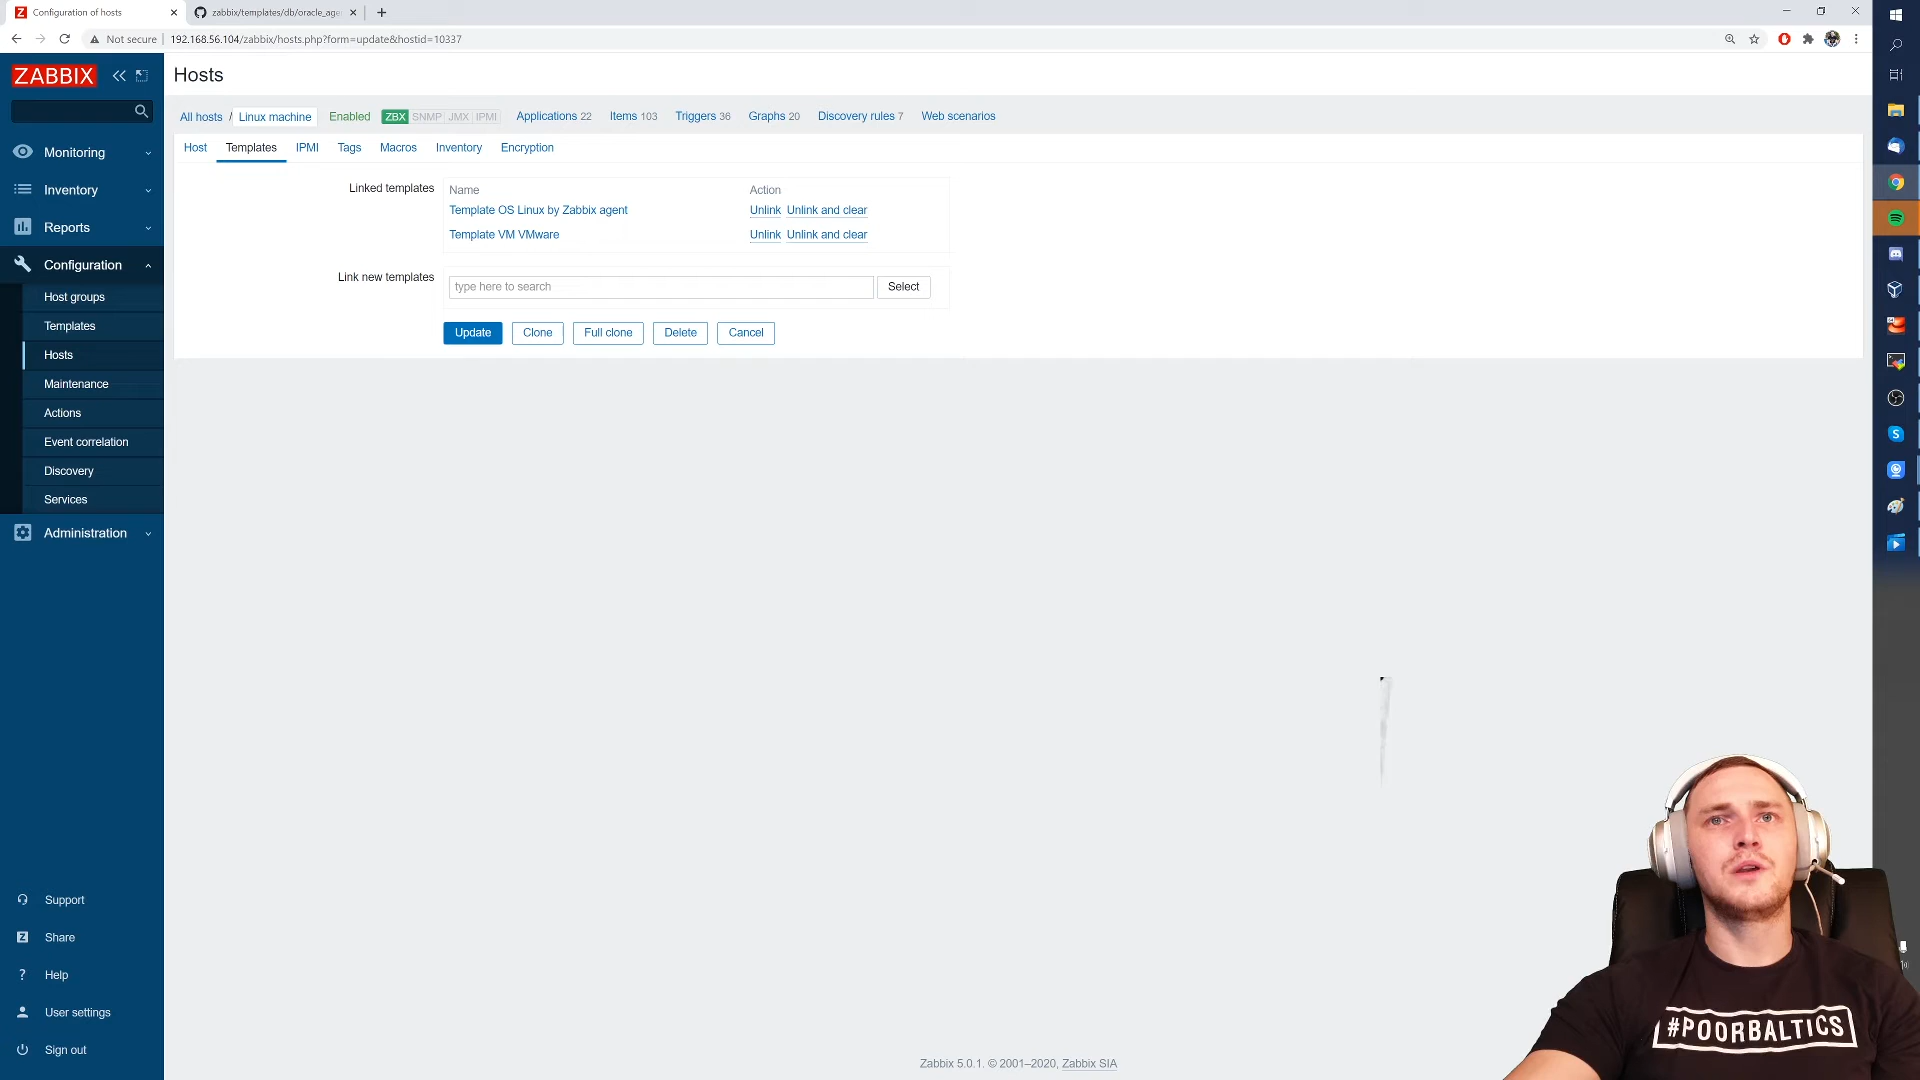 Configuration of hosts
zabbix/templates/db/oracle_age
Not secure
192.168.56.104/zabbix/hosts.php?form=update&hostid=10337
ZABBIX
Hosts
All hosts / Linux machine Enabled ZBX SNMP JMX IPMI Applications 22 Items 103 Triggers 36 Graphs 20 Discovery rules 7 Web scenarios
Host Templates IPMI Tags Macros Inventory Encryption
Linked templates
Name Action
Template OS Linux by Zabbix agent Unlink Unlink and clear
Template VM VMware Unlink Unlink and clear
Link new templates
type here to search
Select
Update Clone Full clone Delete Cancel
Monitoring
Inventory
Reports
Configuration
Host groups
Templates
Hosts
Maintenance
Actions
Event correlation
Discovery
Services
Administration
Support
Share
Help
User settings
Sign out
#POORBALTICS
Zabbix 5.0.1. © 2001–2020, Zabbix SIA